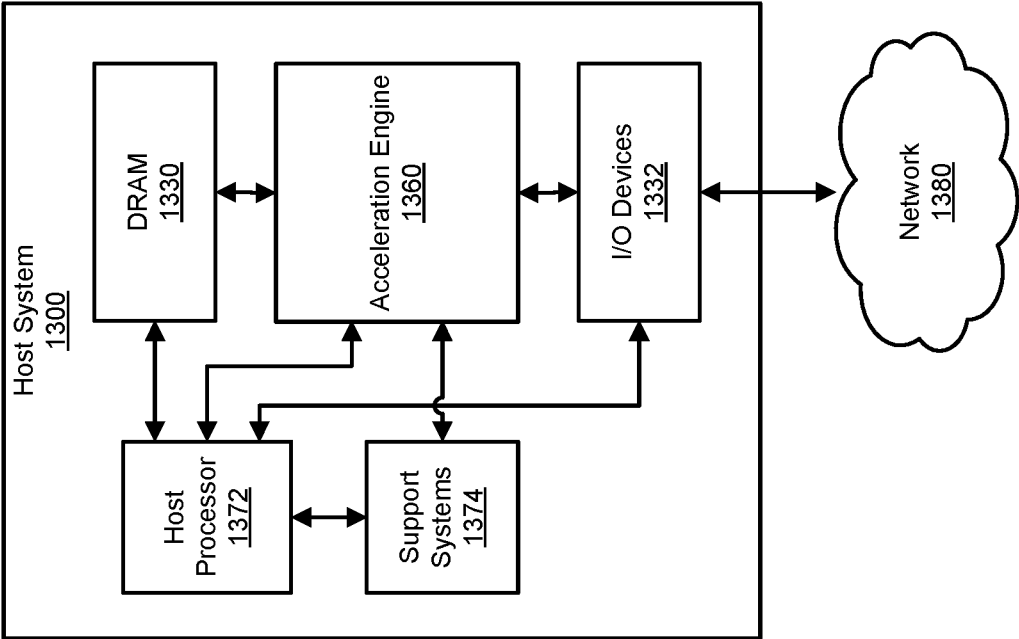 Host System
1300
DRAM
1330
Acceleration Engine
1360
I/O Devices
1332
Host
Processor
1372
Support
Systems
1374
Network
1380